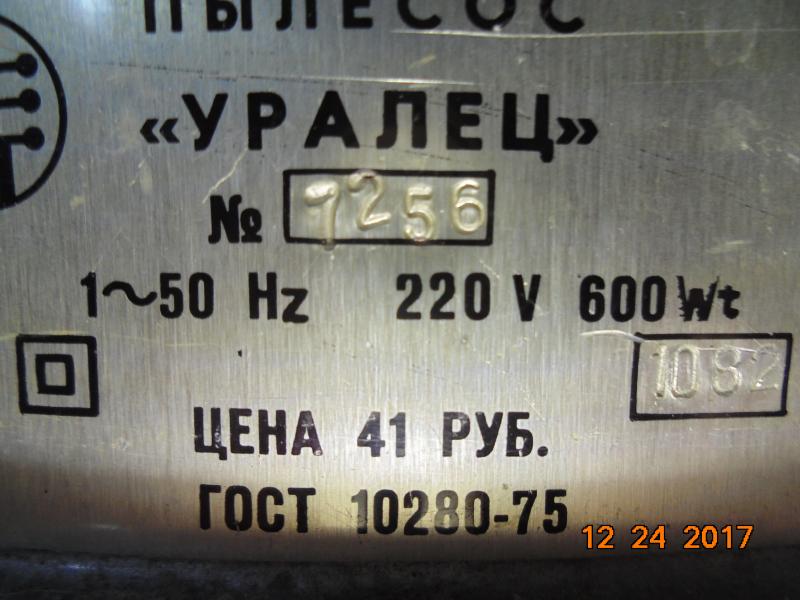 ПЫЛЕСОС
«УРАЛЕЦ»
№ 7256
1~50 Hz 220 V 600 Wt
1082
ЦЕНА 41 РУБ.
ГОСТ 10280-75
12 24 2017